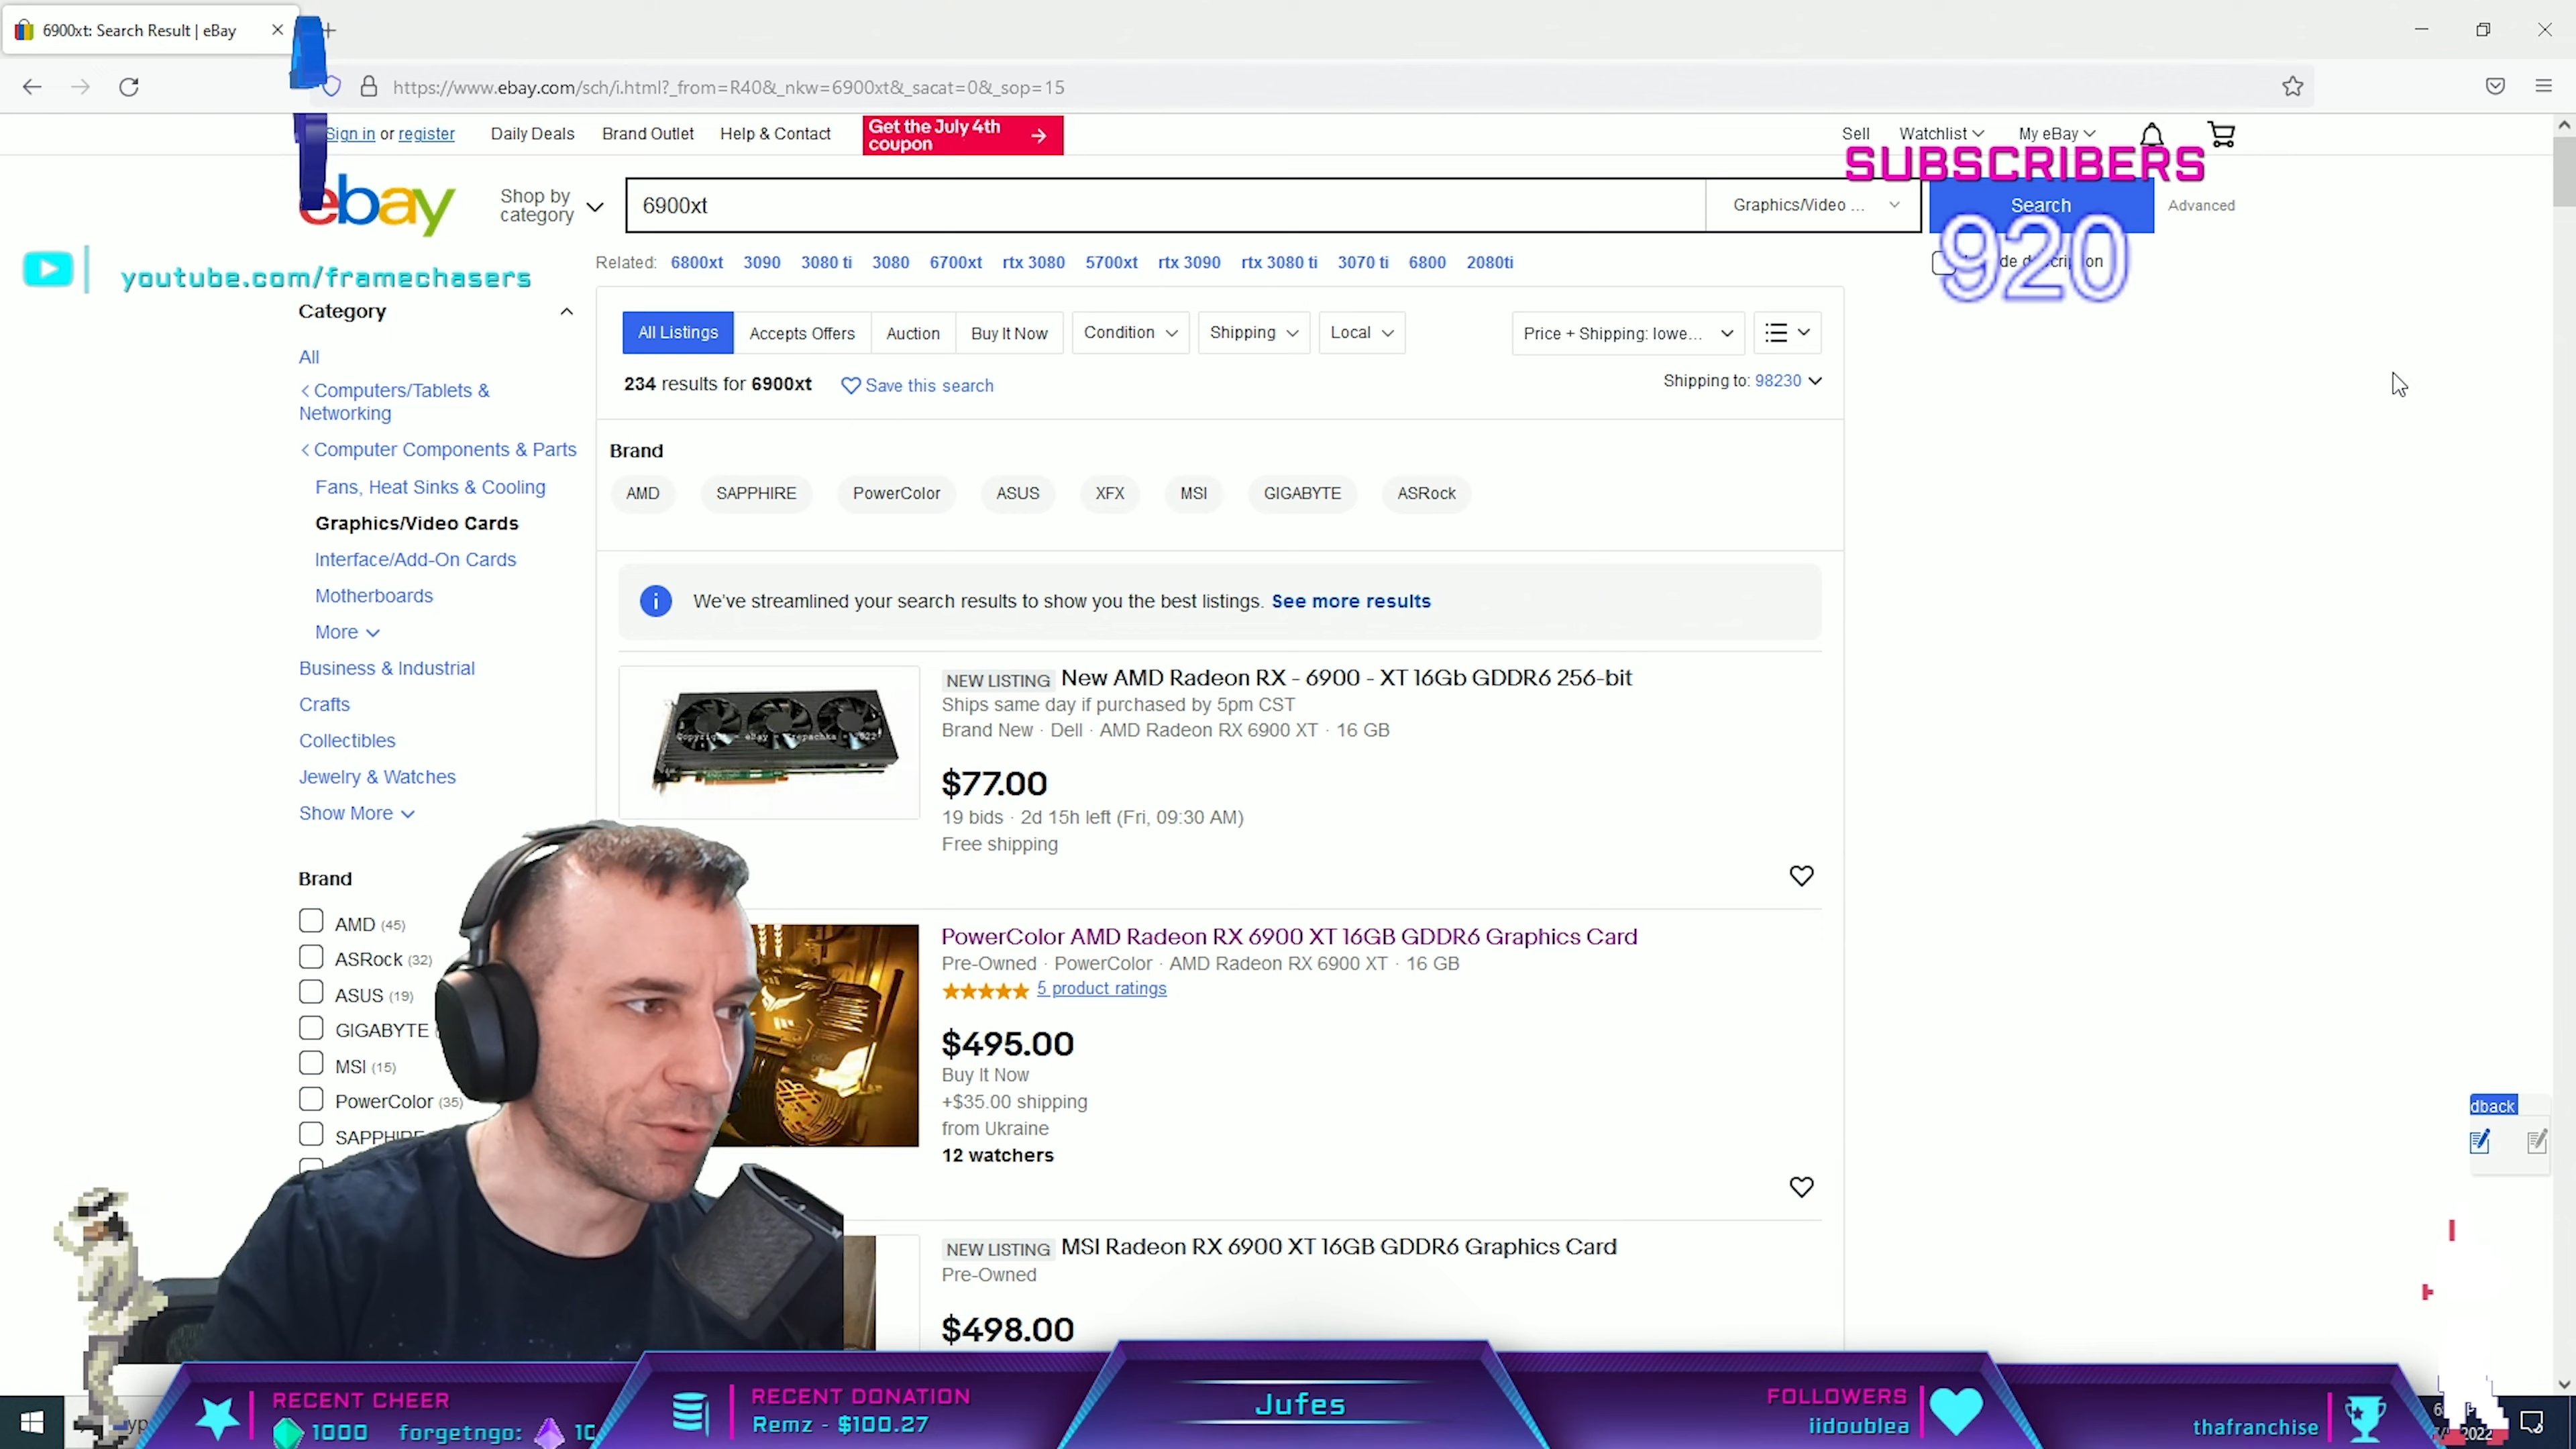 6900xt: Search Result | eBay
https://www.ebay.com/sch/i.html?_from=R40&_nkw=6900xt&_sacat=0&_sop=15
Sign in or register
Daily Deals
Brand Outlet
Help & Contact
Get the July 4th
coupon
Sell
Watchlist
My eBay
SUBSCRIBERS
920
ebay
Shop by
category
6900xt
Graphics/Video ...
Search
Advanced
youtube.com/framechasers
Related: 6800xt 3090 3080 ti 3080 6700xt rtx 3080 5700xt rtx 3090 rtx 3080 ti 3070 ti 6800 2080ti
Category
All
Computers/Tablets &
Networking
Computer Components & Parts
Fans, Heat Sinks & Cooling
Graphics/Video Cards
Interface/Add-On Cards
Motherboards
More
Business & Industrial
Crafts
Collectibles
Jewelry & Watches
Show More
Brand
AMD (45)
ASRock (32)
ASUS (19)
GIGABYTE
MSI (15)
PowerColor (35)
SAPPHIRE
All Listings
Accepts Offers
Auction
Buy It Now
Condition
Shipping
Local
Price + Shipping: lowe...
234 results for 6900xt
Save this search
Shipping to: 98230
Brand
AMD
SAPPHIRE
PowerColor
ASUS
XFX
MSI
GIGABYTE
ASRock
We've streamlined your search results to show you the best listings. See more results
NEW LISTING New AMD Radeon RX - 6900 - XT 16Gb GDDR6 256-bit
Ships same day if purchased by 5pm CST
Brand New · Dell · AMD Radeon RX 6900 XT · 16 GB
$77.00
19 bids · 2d 15h left (Fri, 09:30 AM)
Free shipping
PowerColor AMD Radeon RX 6900 XT 16GB GDDR6 Graphics Card
Pre-Owned · PowerColor · AMD Radeon RX 6900 XT · 16 GB
5 product ratings
$495.00
Buy It Now
+$35.00 shipping
from Ukraine
12 watchers
NEW LISTING MSI Radeon RX 6900 XT 16GB GDDR6 Graphics Card
Pre-Owned
$498.00
dback
RECENT CHEER
1000 forgetngo: 10
RECENT DONATION
Remz - $100.27
Jufes
FOLLOWERS
iidoublea
thafranchise
2022